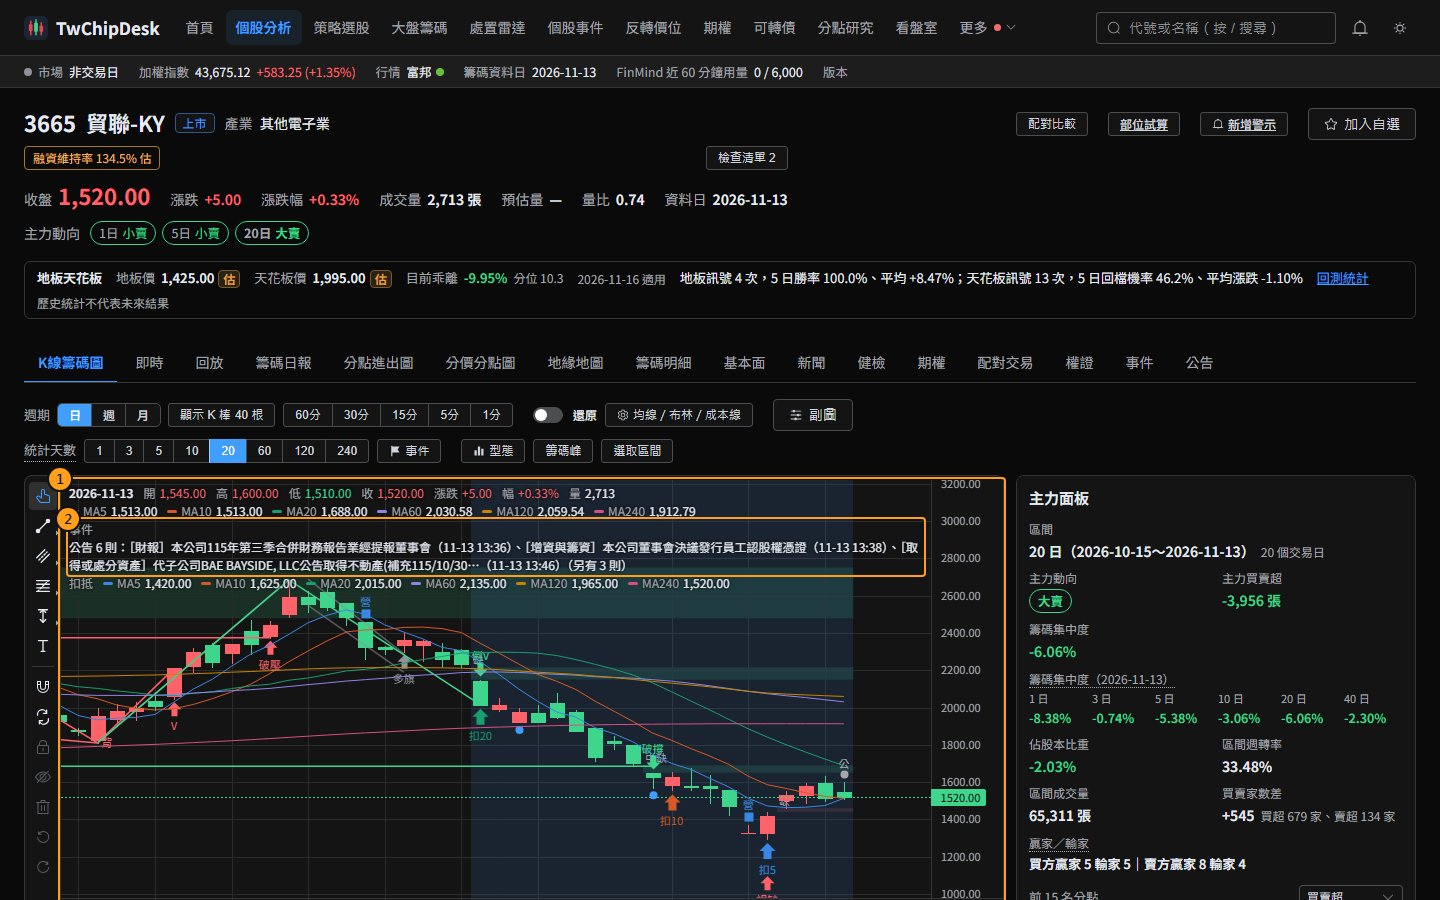 TwChipDesk 首頁 個股分析 策略選股 大盤籌碼 處置雷達 個股事件 反轉價位 期權 可轉債 分點研究 看盤室 更多 代號或名稱（按 / 搜尋）
市場 非交易日 加權指數 43,675.12 +583.25 (+1.35%) 行情 富邦 籌碼資料日 2026-11-13 FinMind 近 60 分鐘用量 0 / 6,000 版本
3665 貿聯-KY 上市 產業 其他電子業 配對比較 部位試算 新增警示 加入自選
融資維持率 134.5% 估 檢查清單 2
收盤 1,520.00 漲跌 +5.00 漲跌幅 +0.33% 成交量 2,713 張 預估量 — 量比 0.74 資料日 2026-11-13
主力動向 1日 小賣 5日 小賣 20日 大賣
地板天花板 地板價 1,425.00 估 天花板價 1,995.00 估 目前乖離 -9.95% 分位 10.3 2026-11-16 適用 地板訊號 4 次，5 日勝率 100.0%、平均 +8.47%；天花板訊號 13 次，5 日回檔機率 46.2%、平均漲跌 -1.10% 回測統計
歷史統計不代表未來結果
K線籌碼圖 即時 回放 籌碼日報 分點進出圖 分價分點圖 地緣地圖 籌碼明細 基本面 新聞 健檢 期權 配對交易 權證 事件 公告
週期 日 週 月 顯示 K 棒 40 根 60分 30分 15分 5分 1分 還原 均線 / 布林 / 成本線 副圖
統計天數 1 3 5 10 20 60 120 240 事件 型態 籌碼峰 選取區間
1
2026-11-13 開 1,545.00 高 1,600.00 低 1,510.00 收 1,520.00 漲跌 +5.00 幅 +0.33% 量 2,713
MA5 1,513.00 MA10 1,513.00 MA20 1,688.00 MA60 2,030.58 MA120 2,059.54 MA240 1,912.79
2
事件
公告 6 則：［財報］本公司115年第三季合併財務報告業經提報董事會（11-13 13:36）、［增資與籌資］本公司董事會決議發行員工認股權憑證（11-13 13:38）、［取
得或處分資產］代子公司BAE BAYSIDE, LLC公告取得不動產(補充115/10/30…（11-13 13:46）（另有 3 則）
扣抵 MA5 1,420.00 MA10 1,625.00 MA20 2,015.00 MA60 2,135.00 MA120 1,965.00 MA240 1,520.00
破壓
多旗
V
扣20
破撐
公
扣10
扣5
3200.00
3000.00
2800.00
2600.00
2400.00
2200.00
2000.00
1800.00
1600.00
1520.00
1400.00
1200.00
1000.00
主力面板
區間
20 日（2026-10-15～2026-11-13） 20 個交易日
主力動向 主力買賣超
大賣 -3,956 張
籌碼集中度
-6.06%
籌碼集中度（2026-11-13）
1 日 3 日 5 日 10 日 20 日 40 日
-8.38% -0.74% -5.38% -3.06% -6.06% -2.30%
佔股本比重 區間週轉率
-2.03% 33.48%
區間成交量 買賣家數差
65,311 張 +545 買超 679 家、賣超 134 家
贏家／輸家
買方贏家 5 輸家 5｜賣方贏家 8 輸家 4
前 15 名分點 買賣超